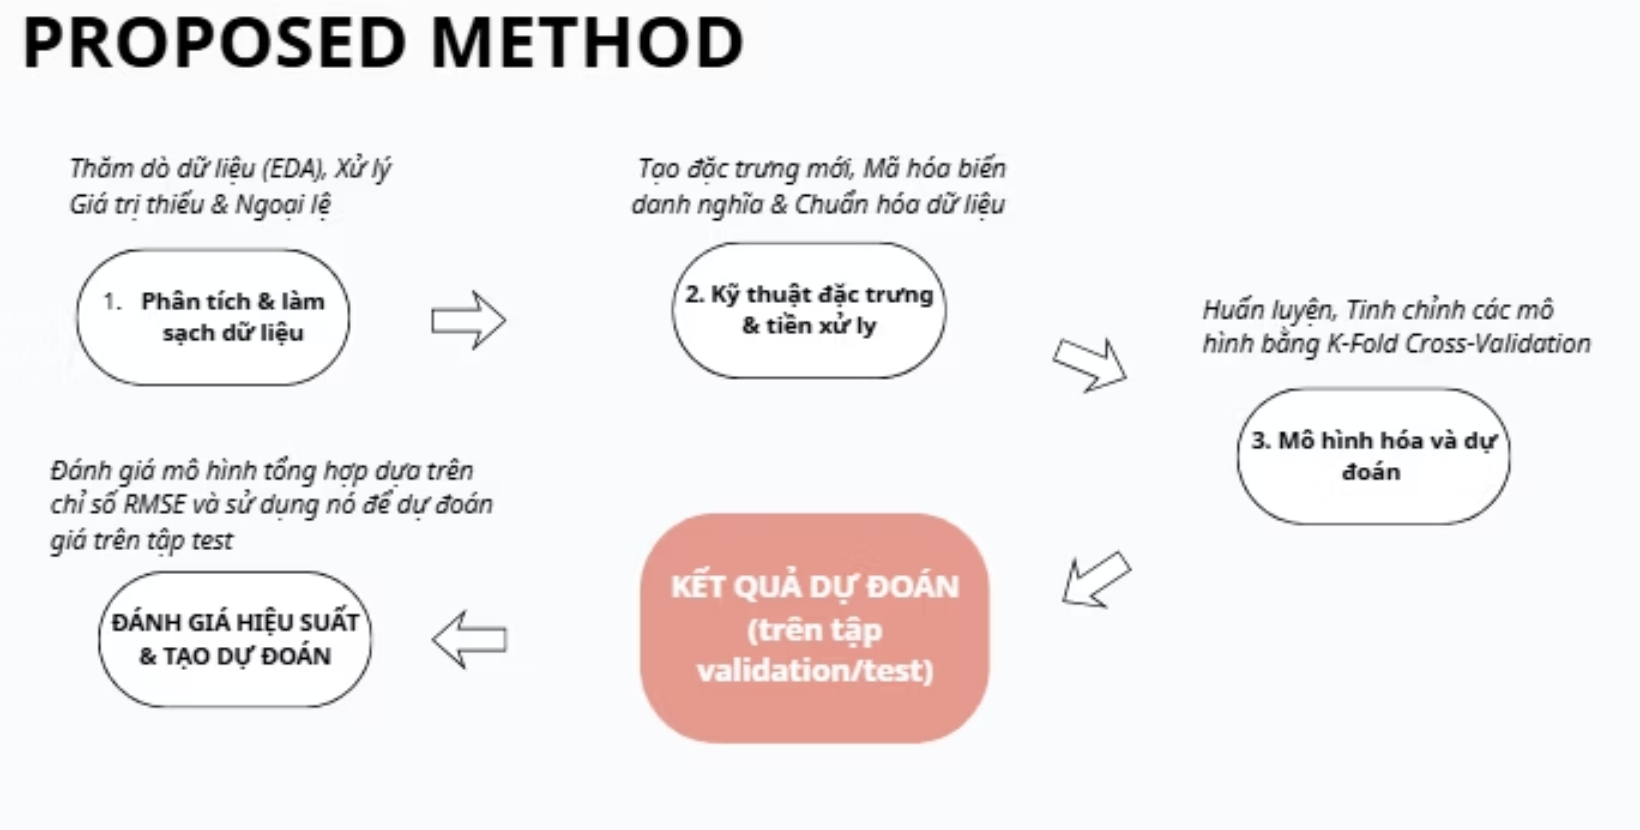 PROPOSED METHOD
Thăm dò dữ liệu (EDA), Xử lý
Giá trị thiếu & Ngoại lệ
1. Phân tích & làm
sạch dữ liệu
Tạo đặc trưng mới, Mã hóa biến
danh nghĩa & Chuẩn hóa dữ liệu
2. Kỹ thuật đặc trưng
& tiền xử ly
Huấn luyện, Tinh chỉnh các mô
hình bằng K-Fold Cross-Validation
3. Mô hình hóa và dự
đoán
KẾT QUẢ DỰ ĐOÁN
(trên tập
validation/test)
Đánh giá mô hình tổng hợp dựa trên
chỉ số RMSE và sử dụng nó để dự đoán
giá trên tập test
ĐÁNH GIÁ HIỆU SUẤT
& TẠO DỰ ĐOÁN